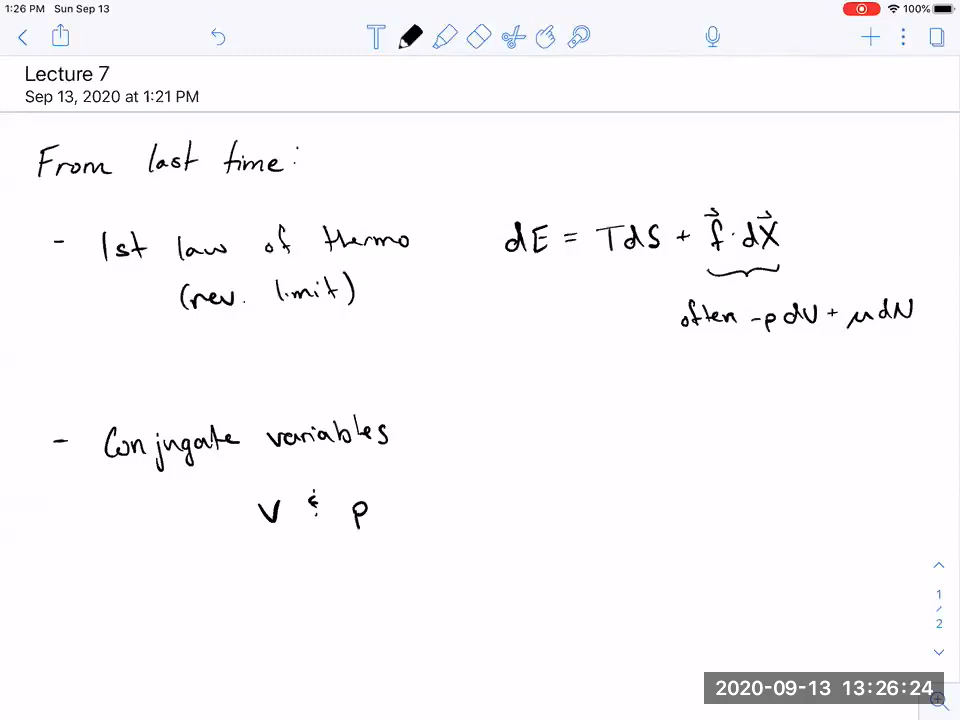 1:26 PM Sun Sep 13
100%
Lecture 7
Sep 13, 2020 at 1:21 PM
From last time:
- 1st law of thermo dE = TdS + f⃗·dX⃗
(rev. limit)
often -pdV + μdN
- Conjugate variables
V & p
1
/
2
2020-09-13 13:26:24